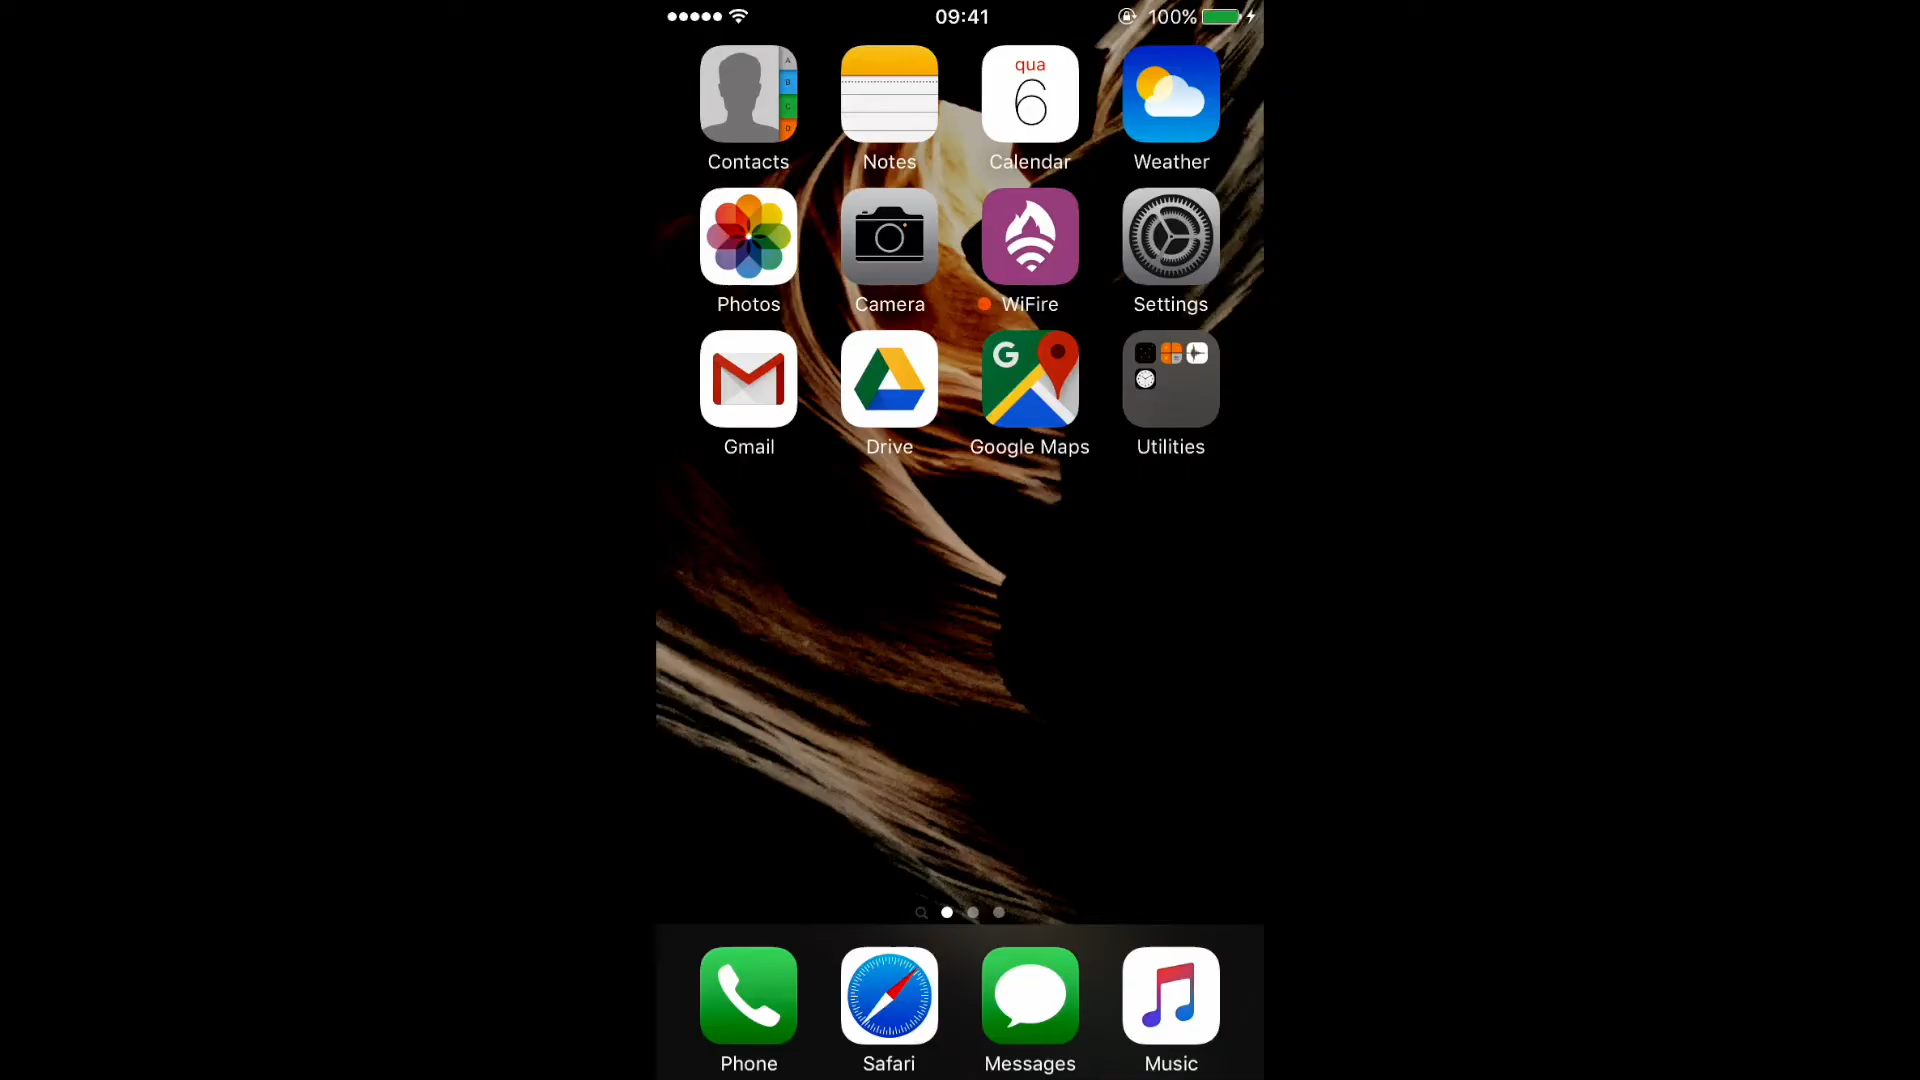 09:41 100%
qua
6
Contacts Notes Calendar Weather
Photos Camera WiFire Settings
G
Gmail Drive Google Maps Utilities
Phone Safari Messages Music